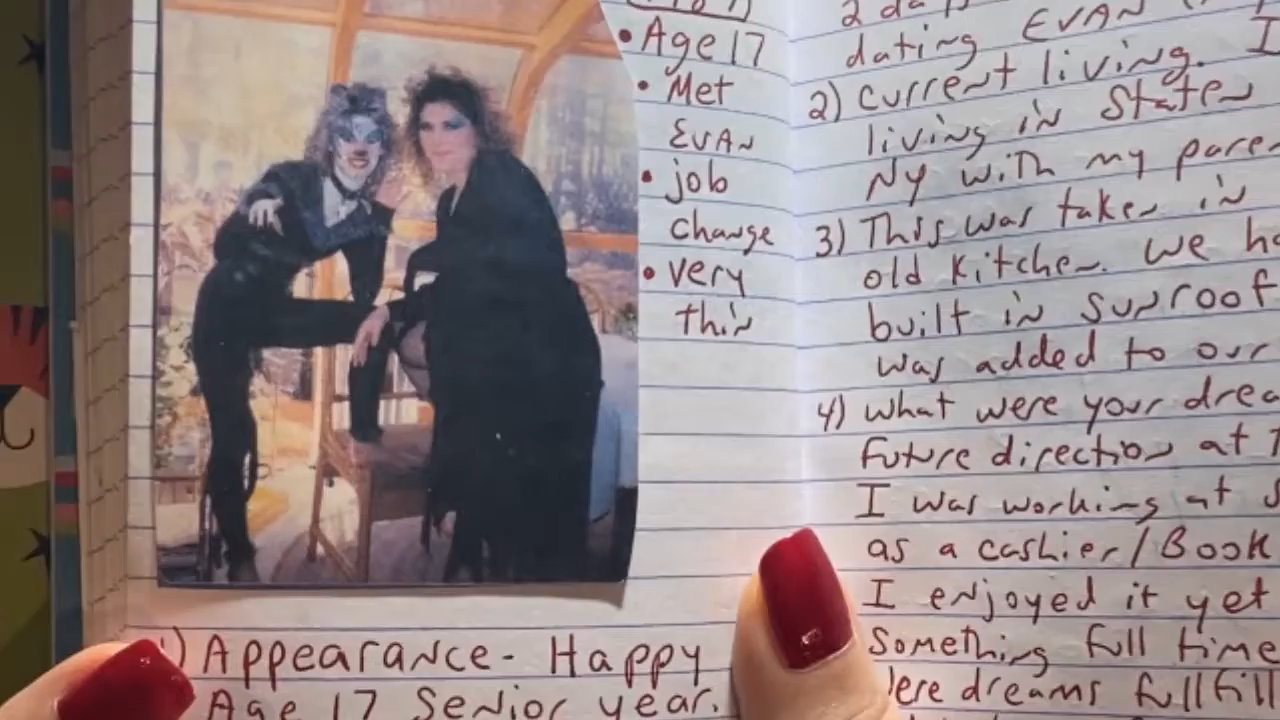 • Age 17
• Met
EVAN
• job
change
• very
thin
1) Appearance- Happy
Age 17 Senior year.
dating EVAN
2) Current living. I
living in Staten
NY with my
3) This was taken in
old kitchen. We
built in sunroof
was added to our
4) What were your
future direction at
I was working at
as a cashier/Book
I enjoyed it yet
something full time
dreams fullfill